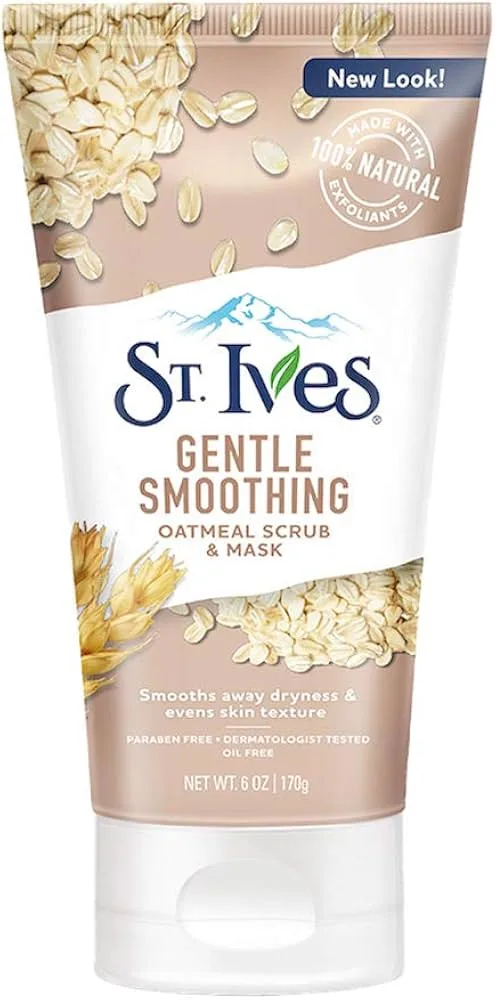 New Look!
MADE WITH
100% NATURAL
EXFOLIANTS
ST. IVES®
GENTLE
SMOOTHING
OATMEAL SCRUB
& MASK
Smooths away dryness &
evens skin texture
PARABEN FREE • DERMATOLOGIST TESTED
OIL FREE
NET WT. 6 OZ | 170g